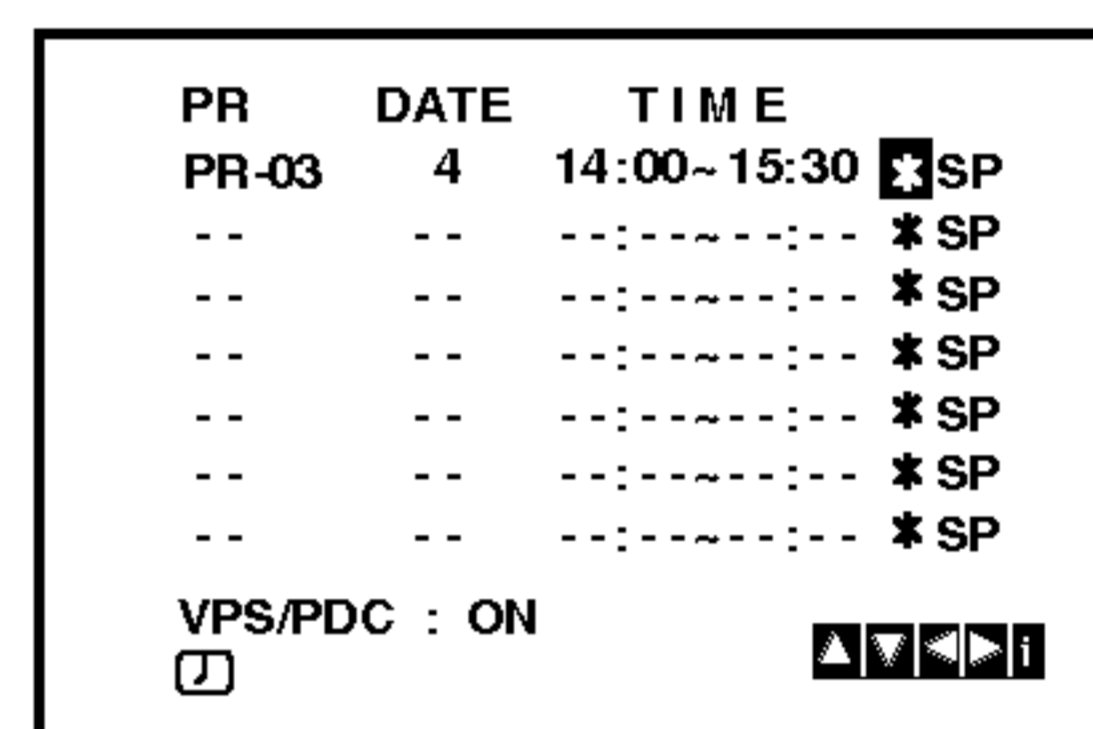 PR DATE TIME
PR-03 4 14:00~15:30 * SP
-- -- --:--~--:-- * SP
-- -- --:--~--:-- * SP
-- -- --:--~--:-- * SP
-- -- --:--~--:-- * SP
-- -- --:--~--:-- * SP
-- -- --:--~--:-- * SP
VPS/PDC : ON
▲ ▼ ◀ ▶ i